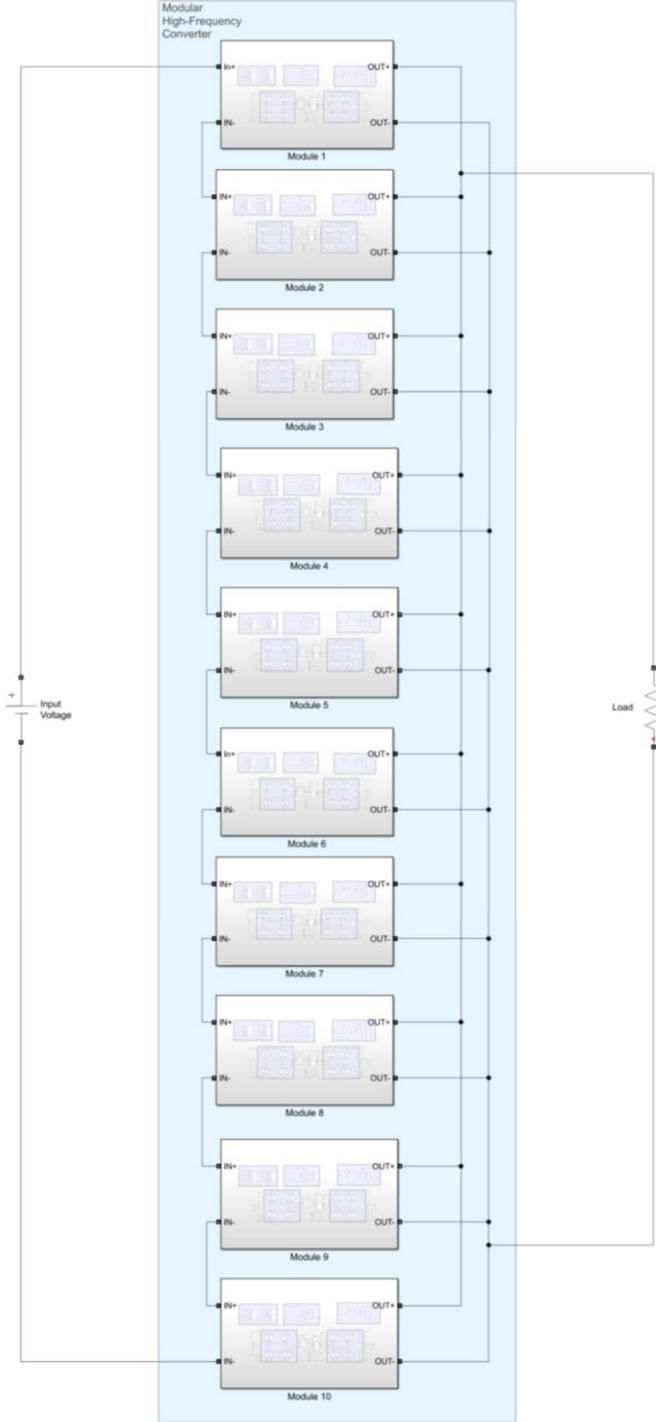 Modular
High-Frequency
Converter
In+ OUT+
IN- OUT-
Module 1
IN+ OUT+
IN- OUT-
Module 2
IN+ OUT+
IN- OUT-
Module 3
IN+ OUT+
IN- OUT-
Module 4
IN+ OUT+
IN- OUT-
Module 5
+ Input
Voltage
Load
+
In+ OUT+
IN- OUT-
Module 6
IN+ OUT+
IN- OUT-
Module 7
IN+ OUT+
IN- OUT-
Module 8
IN+ OUT+
IN- OUT-
Module 9
IN+ OUT+
IN- OUT-
Module 10